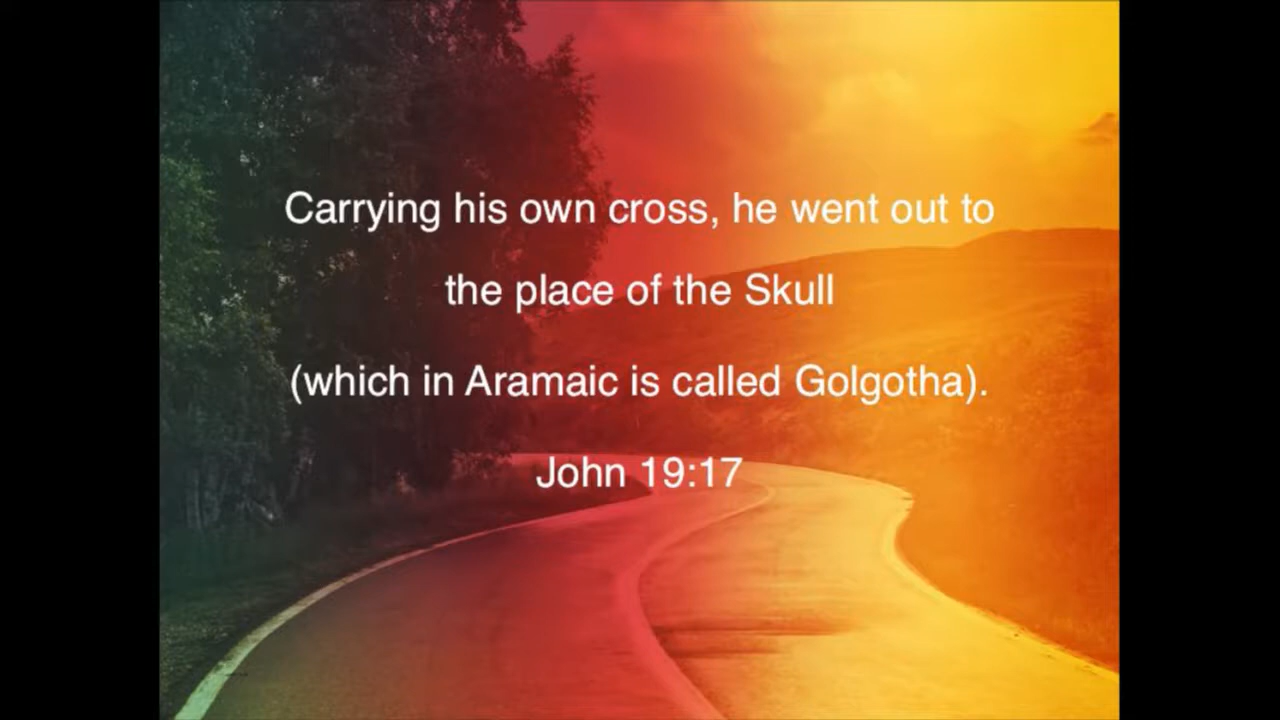 Carrying his own cross, he went out to
the place of the Skull
(which in Aramaic is called Golgotha).
John 19:17